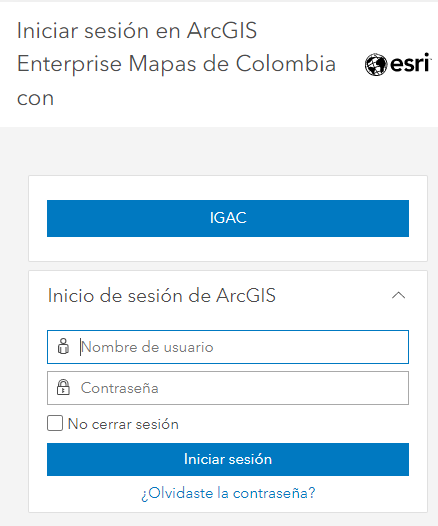 Iniciar sesión en ArcGIS
Enterprise Mapas de Colombia
con
esri
IGAC
Inicio de sesión de ArcGIS
Nombre de usuario
Contraseña
No cerrar sesión
Iniciar sesión
¿Olvidaste la contraseña?